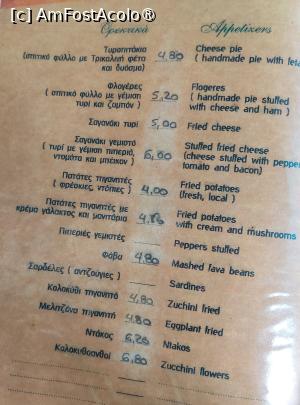 [c] AmFostAcolo®
Ορεκτικά Appetizers
Τυροπιτάκια
(σπιτικό φύλλο με Τρικαλινή φέτα
και δυόσμο)
4,80
Cheese pie
( handmade pie with feta
Φλογέρες
( σπιτικό φύλλο με γέμιση
τυρί και ζαμπόν )
5,20
Flogeres
( handmade pie stuffed
with cheese and ham )
Σαγανάκι τυρί 5,00 Fried cheese
Σαγανάκι γεμιστό
( τυρί με γέμιση πιπεριό,
ντομάτα και μπέικον )
6,00
Stuffed fried cheese
(cheese stuffed with pepper
tomato and bacon)
Πατάτες τηγανητές
( φρέσκιες, ντόπιες )
4,00
Fried potatoes
(fresh, local )
Πατάτες τηγανητές με
κρέμα γάλακτος και μανιτάρια
Fried potatoes
with cream and mushrooms
Πιπεριές γεμιστές — Peppers stuffed
Φάβα 4,80 Mashed fava beans
Σαρδέλες ( αντζούγιες ) — Sardines
Κολοκύθι τηγανητό 4,80 Zuchini fried
Μελιτζάνα τηγανητή 4,80 Eggplant fried
Ντάκος 6,20 Ntakos
Κολοκυθοανθοί 6,80 Zucchini flowers